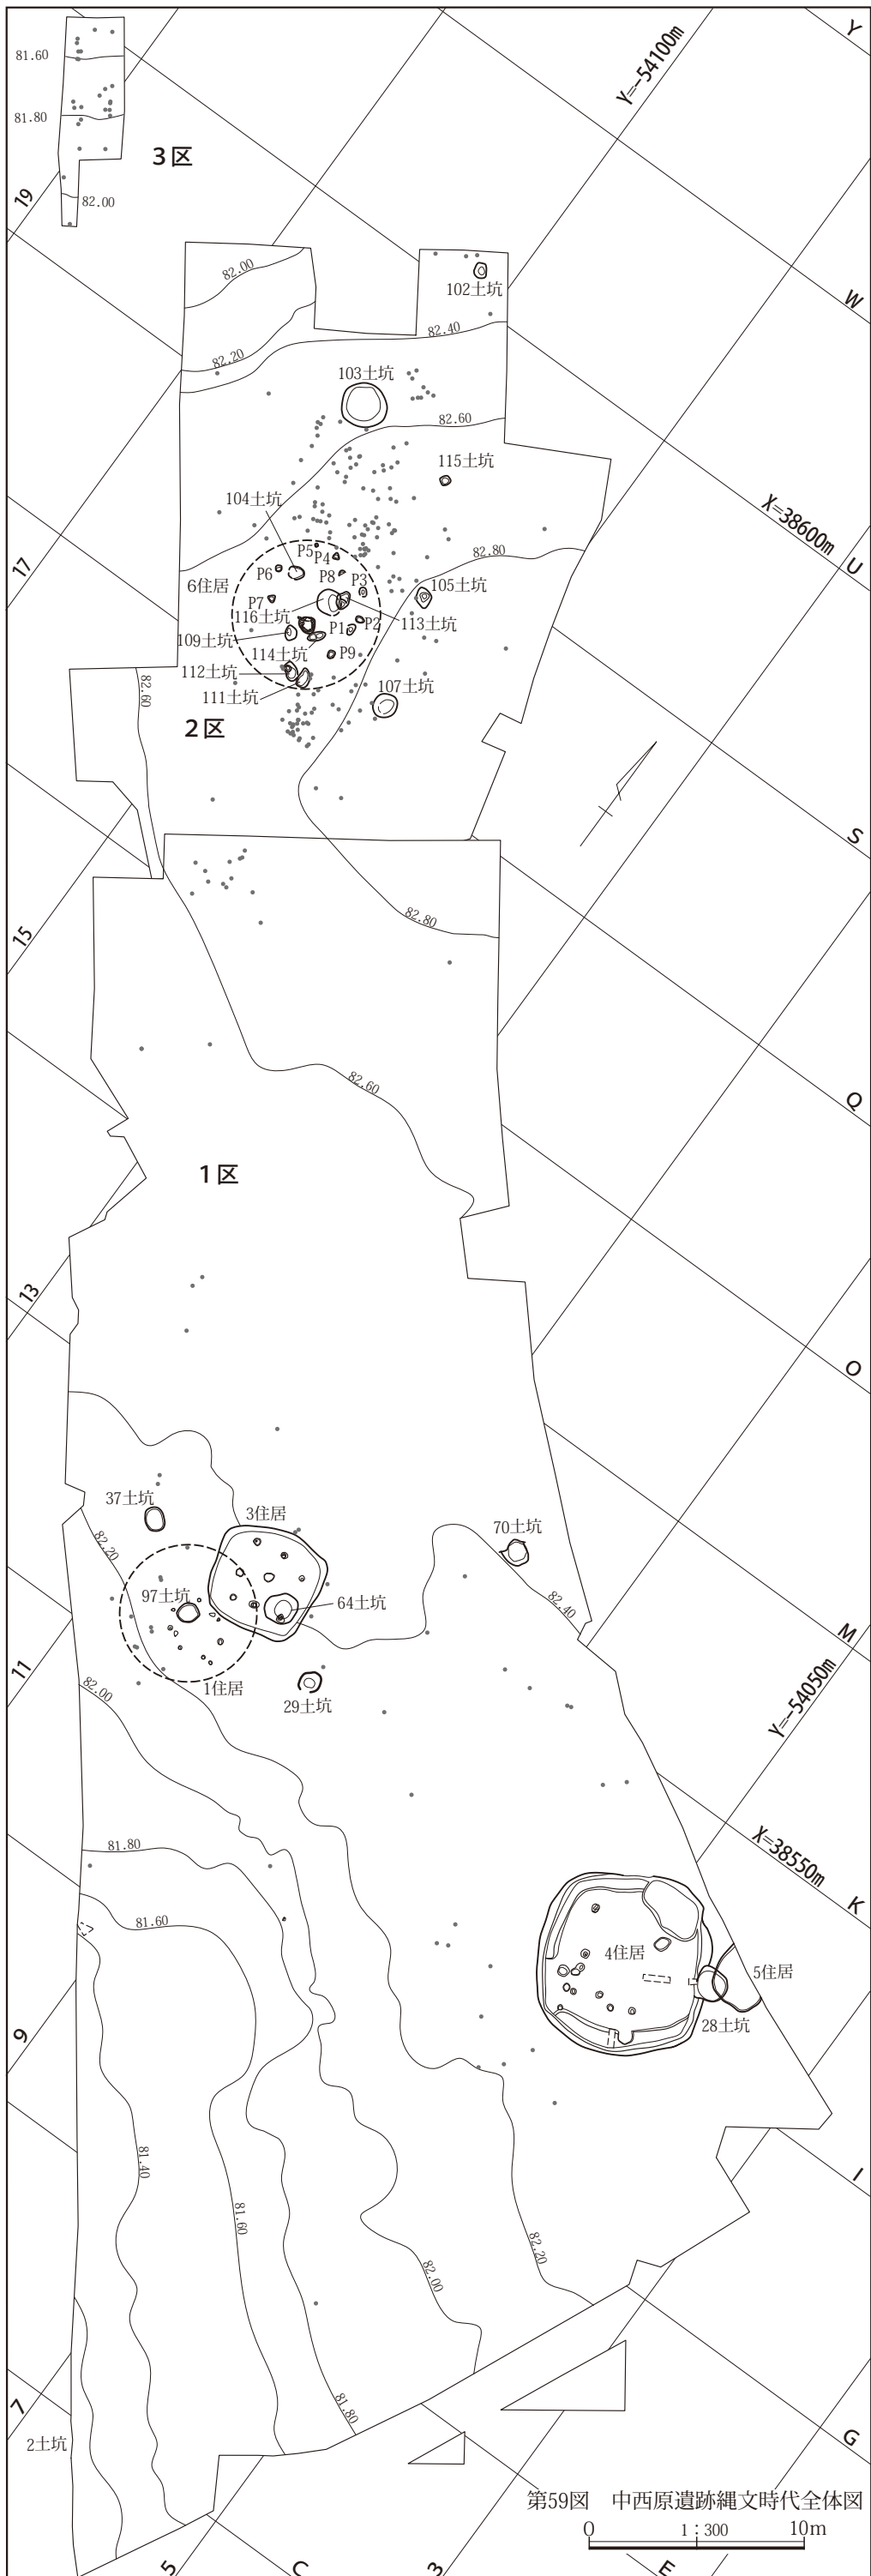 Y
Y=-54100m
81.60
81.80
3区
19
82.00
W
82.00
102土坑
82.40
82.20
103土坑
82.60
115土坑
104土坑
X=38600m
P5
P4
82.80
17
U
P6
P8
6住居
P3
105土坑
P7
116土坑
P1
P2
113土坑
109土坑
114土坑
P9
112土坑
82.60
107土坑
111土坑
2区
S
82.80
15
82.60
Q
1区
13
O
37土坑
3住居
70土坑
82.20
97土坑
64土坑
82.40
M
11
1住居
82.00
29土坑
Y=-54050m
81.80
X=38550m
K
81.60
4住居
5住居
28土坑
9
81.40
I
81.60
82.20
82.00
7
81.80
G
2土坑
第59図 中西原遺跡縄文時代全体図
0 1：300 10m
5
C
3
E